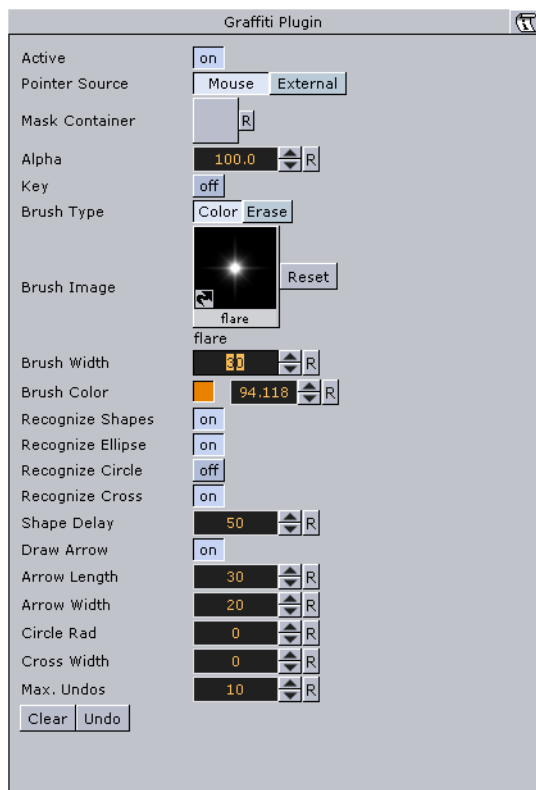 Graffiti Plugin
Active on
Pointer Source Mouse External
Mask Container R
Alpha 100.0 R
Key off
Brush Type Color Erase
Brush Image Reset
flare
flare
Brush Width 30 R
Brush Color 94.118 R
Recognize Shapes on
Recognize Ellipse on
Recognize Circle off
Recognize Cross on
Shape Delay 50 R
Draw Arrow on
Arrow Length 30 R
Arrow Width 20 R
Circle Rad 0 R
Cross Width 0 R
Max. Undos 10 R
Clear Undo